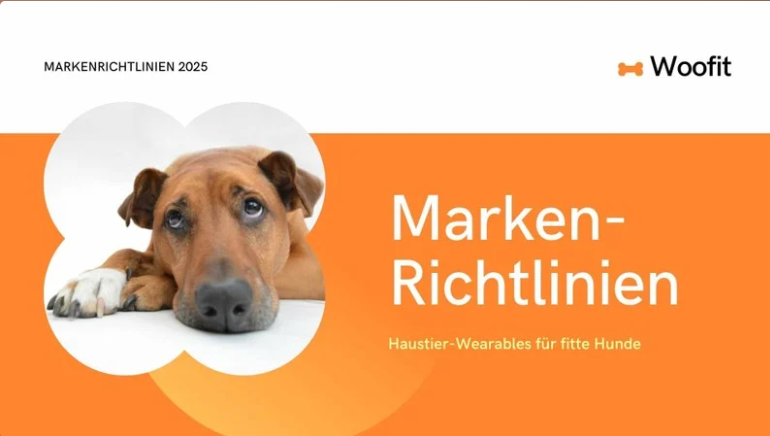 MARKENRICHTLINIEN 2025
Woofit
Marken-
Richtlinien
Haustier-Wearables für fitte Hunde